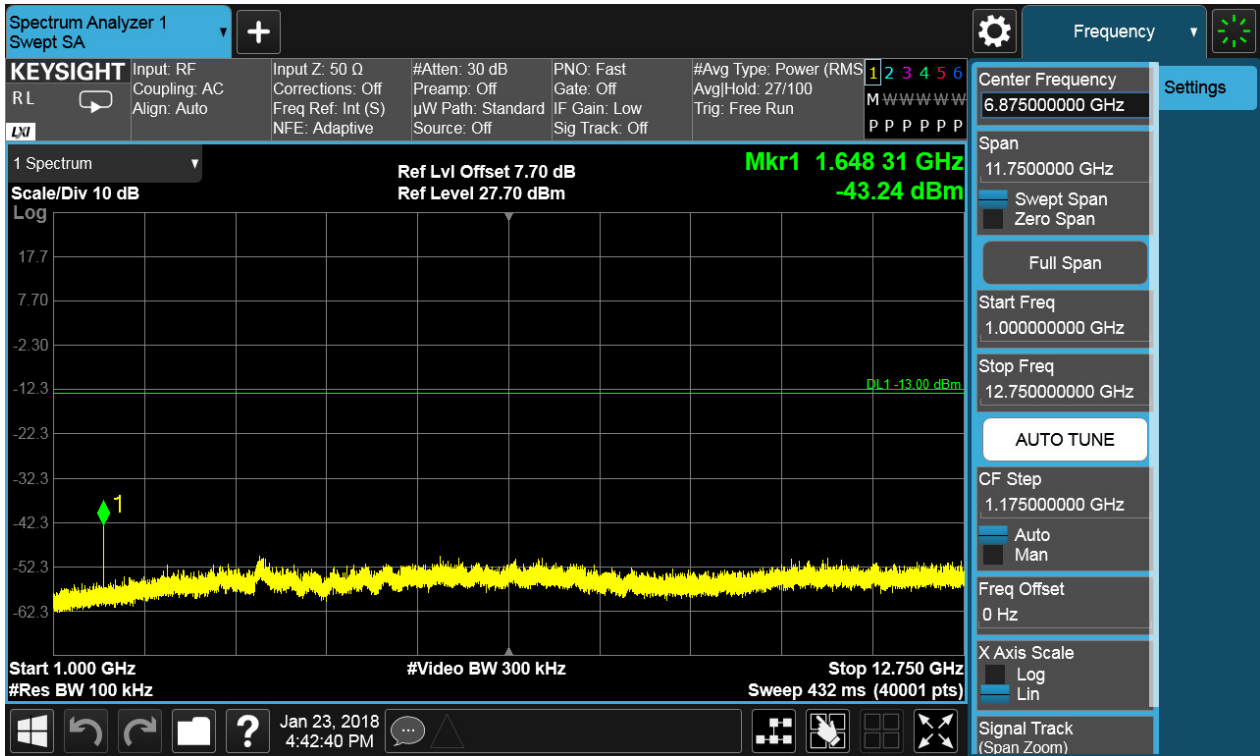 Spectrum Analyzer 1
Swept SA
+
Frequency
KEYSIGHT
RL
LXI
Input: RF
Coupling: AC
Align: Auto
Input Z: 50 Ω
Corrections: Off
Freq Ref: Int (S)
NFE: Adaptive
#Atten: 30 dB
Preamp: Off
µW Path: Standard
Source: Off
PNO: Fast
Gate: Off
IF Gain: Low
Sig Track: Off
#Avg Type: Power (RMS
Avg|Hold: 27/100
Trig: Free Run
1 2 3 4 5 6
M W W W W W
P P P P P P
1 Spectrum
Scale/Div 10 dB
Log
Ref Lvl Offset 7.70 dB
Ref Level 27.70 dBm
Mkr1 1.648 31 GHz
-43.24 dBm
17.7
7.70
-2.30
-12.3
-22.3
-32.3
-42.3
-52.3
-62.3
DL1 -13.00 dBm
1
Start 1.000 GHz
#Res BW 100 kHz
#Video BW 300 kHz
Stop 12.750 GHz
Sweep 432 ms (40001 pts)
?
Jan 23, 2018
4:42:40 PM
Center Frequency
6.875000000 GHz
Span
11.7500000 GHz
Swept Span
Zero Span
Full Span
Start Freq
1.000000000 GHz
Stop Freq
12.750000000 GHz
AUTO TUNE
CF Step
1.175000000 GHz
Auto
Man
Freq Offset
0 Hz
X Axis Scale
Log
Lin
Signal Track
(Span Zoom)
Settings